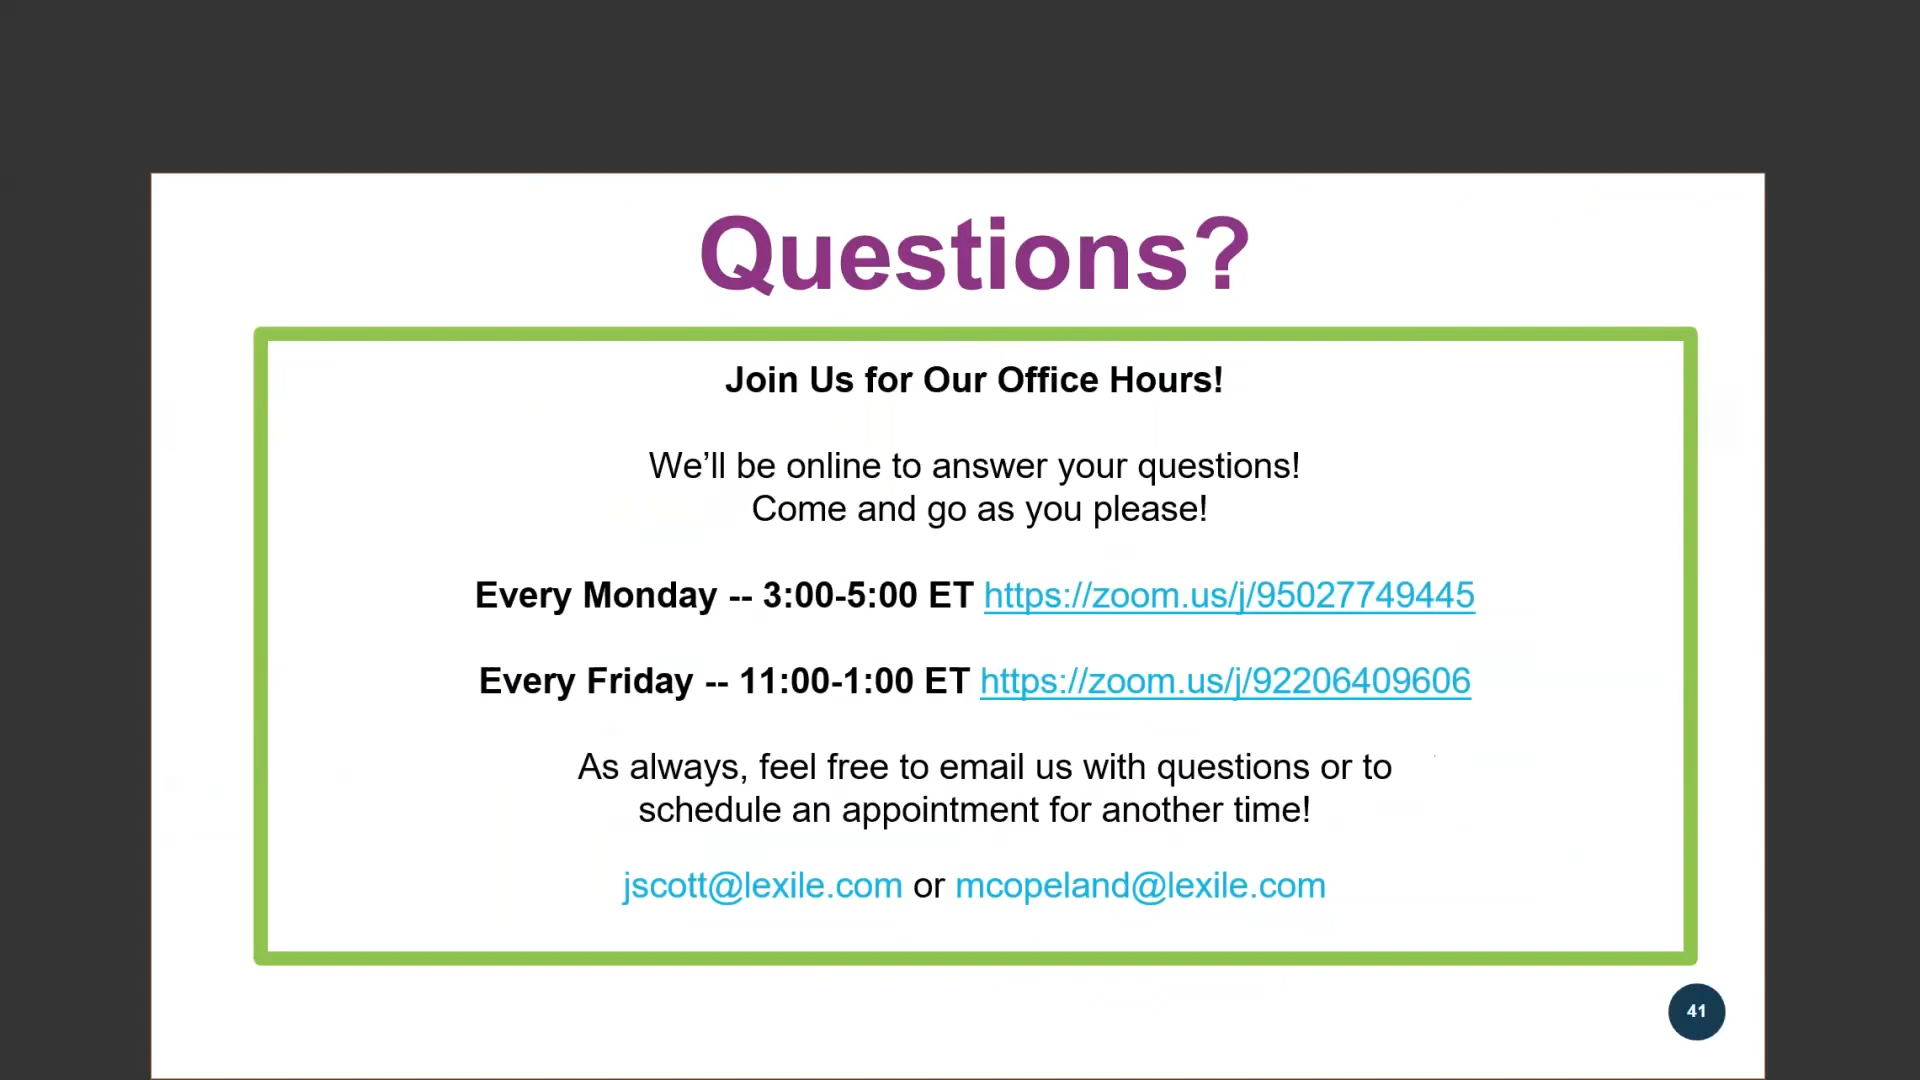 Questions?
Join Us for Our Office Hours!
We’ll be online to answer your questions!
Come and go as you please!
Every Monday -- 3:00-5:00 ET https://zoom.us/j/95027749445
Every Friday -- 11:00-1:00 ET https://zoom.us/j/92206409606
As always, feel free to email us with questions or to
schedule an appointment for another time!
jscott@lexile.com or mcopeland@lexile.com
41